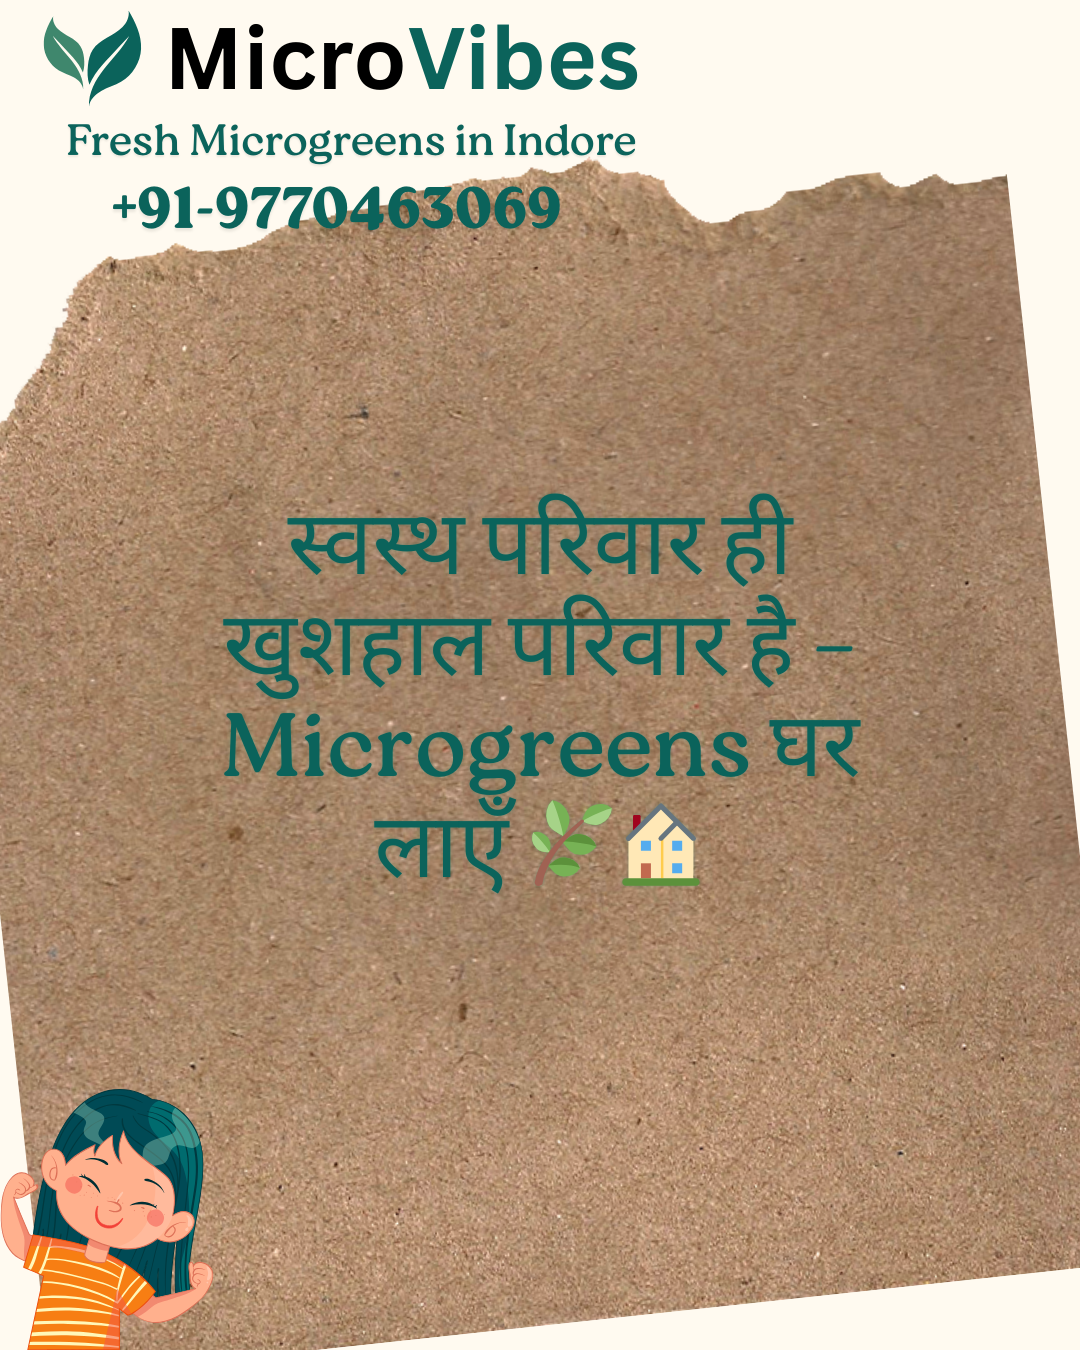 MicroVibes
Fresh Microgreens in Indore
+91-9770463069
स्वस्थ परिवार ही
खुशहाल परिवार है –
Microgreens घर
लाएँ 🌿 🏠